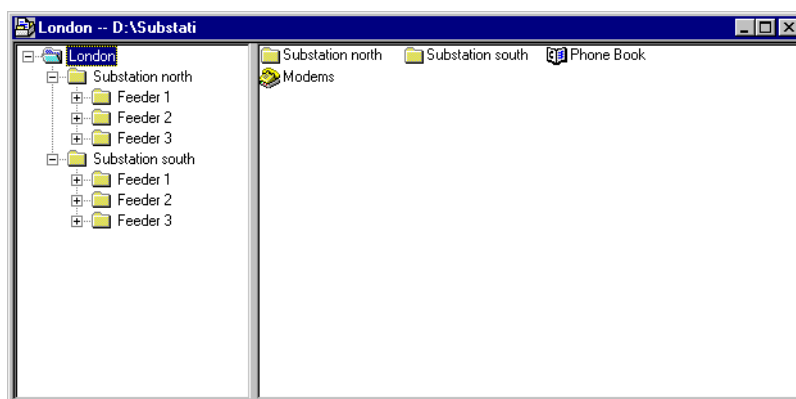 London -- D:\Substati
London
Substation north
Feeder 1
Feeder 2
Feeder 3
Substation south
Feeder 1
Feeder 2
Feeder 3
Substation north Substation south Phone Book
Modems